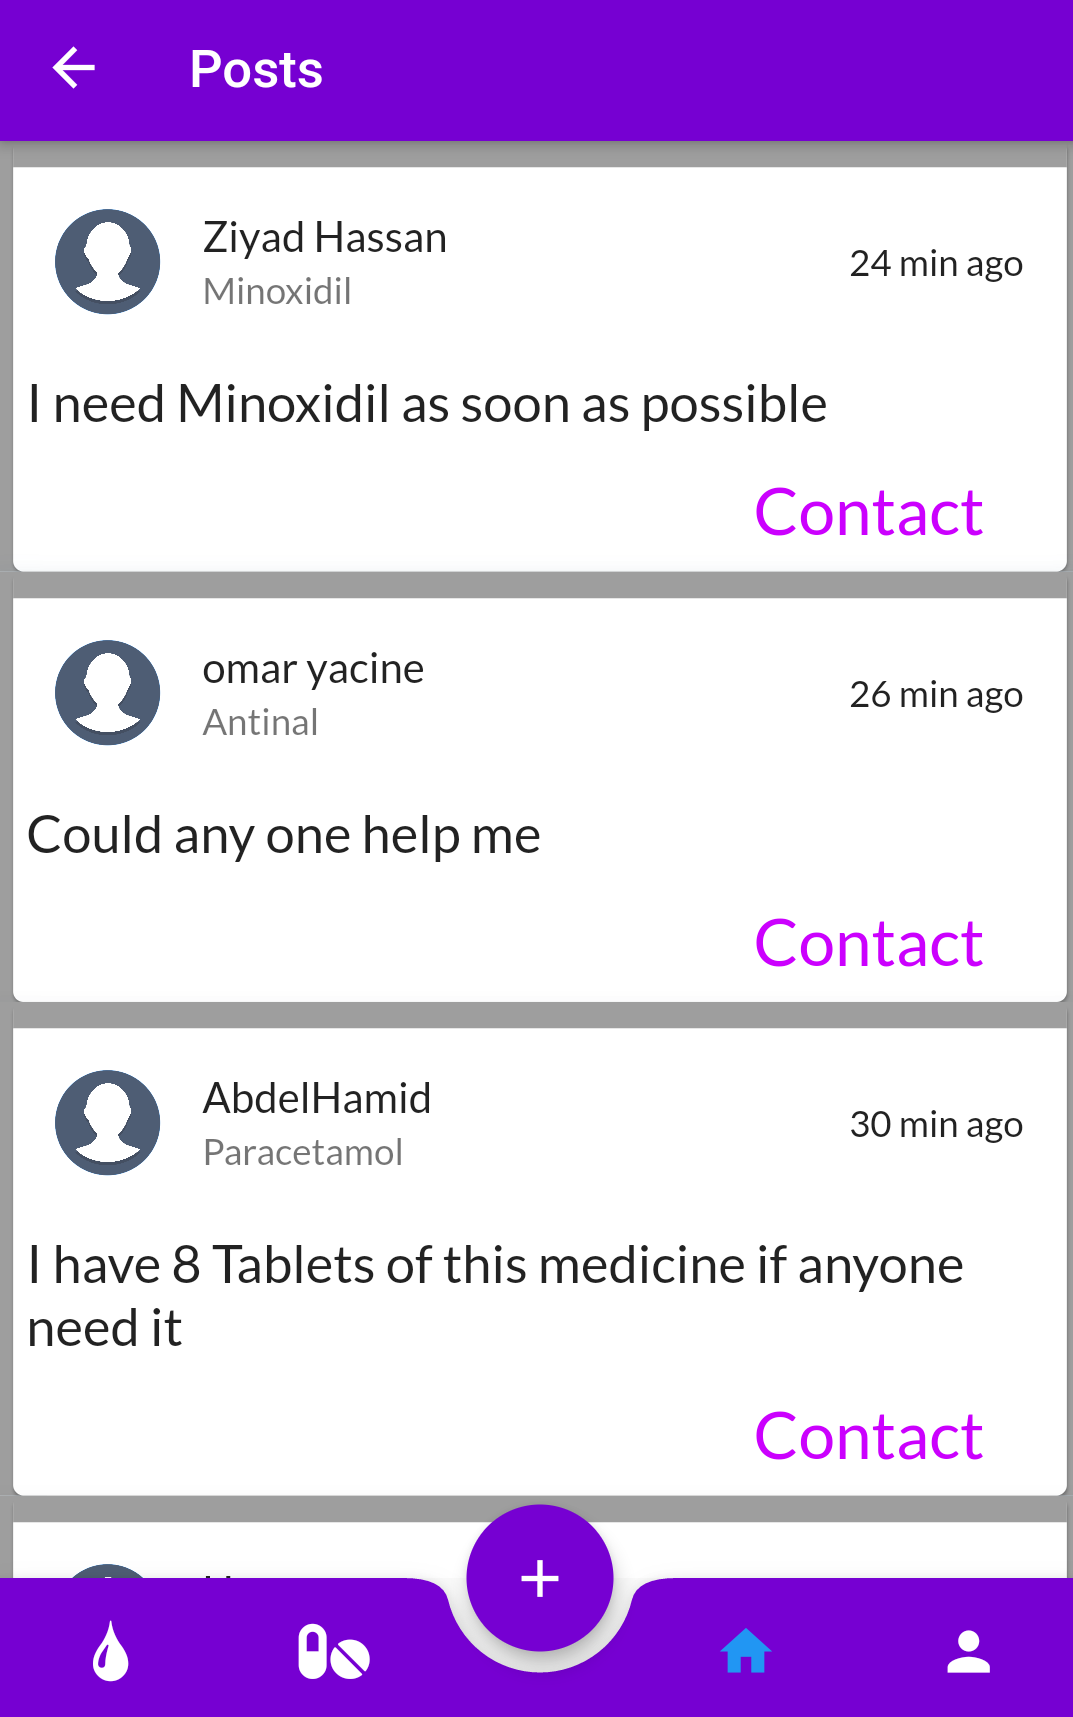 Posts
Ziyad Hassan
24 min ago
Minoxidil
I need Minoxidil as soon as possible
Contact
omar yacine
26 min ago
Antinal
Could any one help me
Contact
AbdelHamid
30 min ago
Paracetamol
I have 8 Tablets of this medicine if anyone
need it
Contact